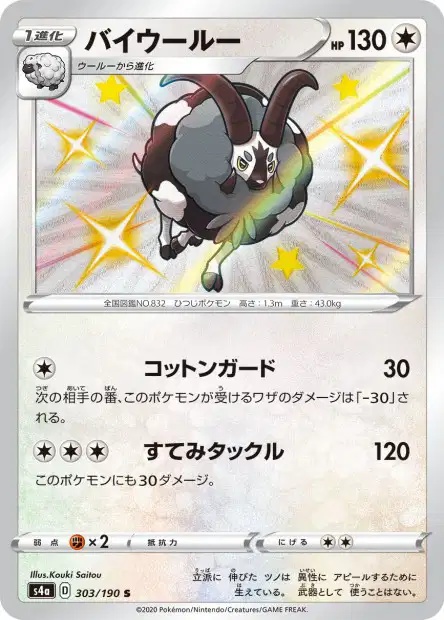 1進化
バイウールー
HP 130
ウールーから進化
全国図鑑NO.832 ひつじポケモン 高さ：1.3m 重さ：43.0kg
コットンガード 30
次の相手の番、このポケモンが受けるワザのダメージは「-30」さ
れる。
すてみタックル 120
このポケモンにも30ダメージ。
弱点 ×2 抵抗力 にげる
Illus.Kouki Saitou
立派に 伸びた ツノは 異性に アピールするために
生えている。 武器として 使うことはない。
s4a D 303/190 S
©2020 Pokémon/Nintendo/Creatures/GAME FREAK.